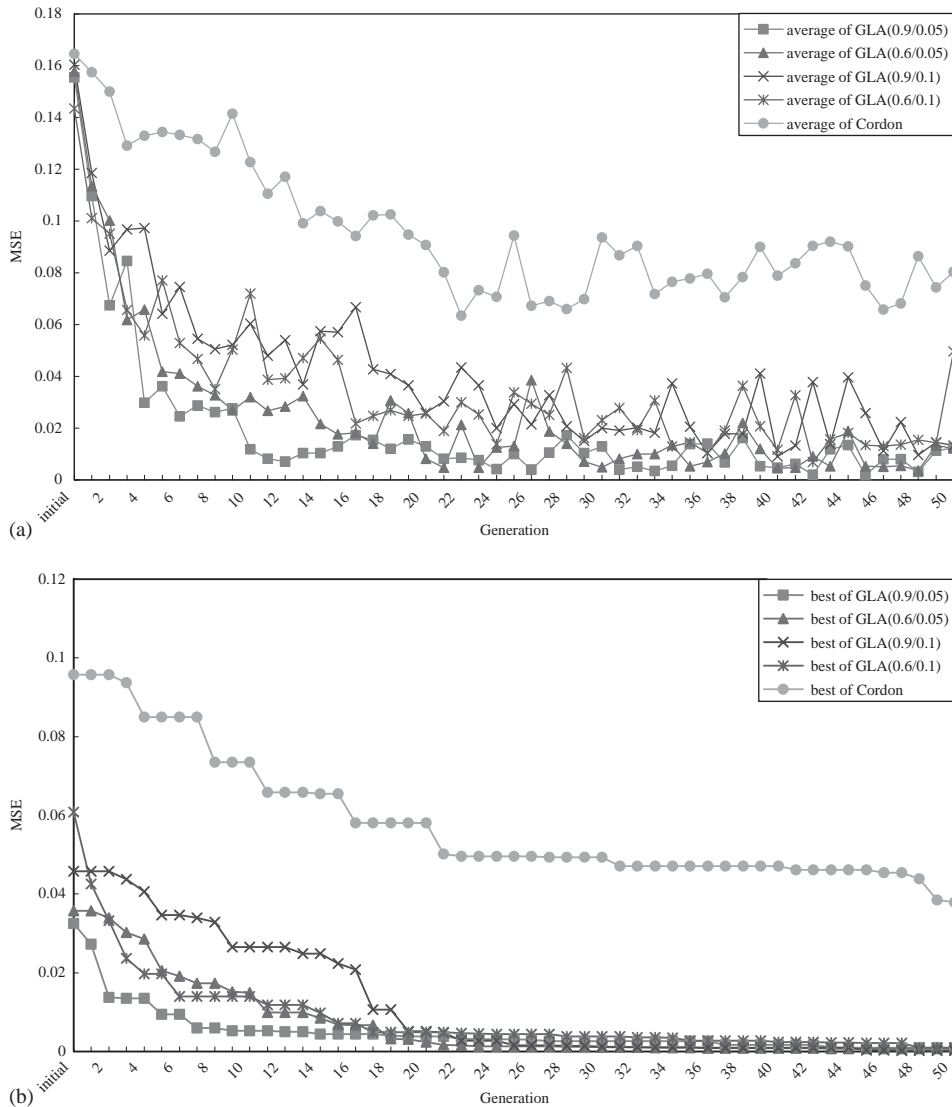 0.18
0.16
0.14
0.12
0.1
0.08
0.06
0.04
0.02
0
MSE
average of GLA(0.9/0.05)
average of GLA(0.6/0.05)
average of GLA(0.9/0.1)
average of GLA(0.6/0.1)
average of Cordon
initial 2 4 6 8 10 12 14 16 18 20 21 24 26 28 30 32 33 36 38 39 40 42 44 46 48 50
(a)
Generation
0.12
0.1
0.08
0.06
0.04
0.02
0
MSE
best of GLA(0.9/0.05)
best of GLA(0.6/0.05)
best of GLA(0.9/0.1)
best of GLA(0.6/0.1)
best of Cordon
initial 2 4 6 8 10 12 14 16 18 20 22 24 26 28 30 32 34 36 38 40 42 44 46 48 50
(b)
Generation